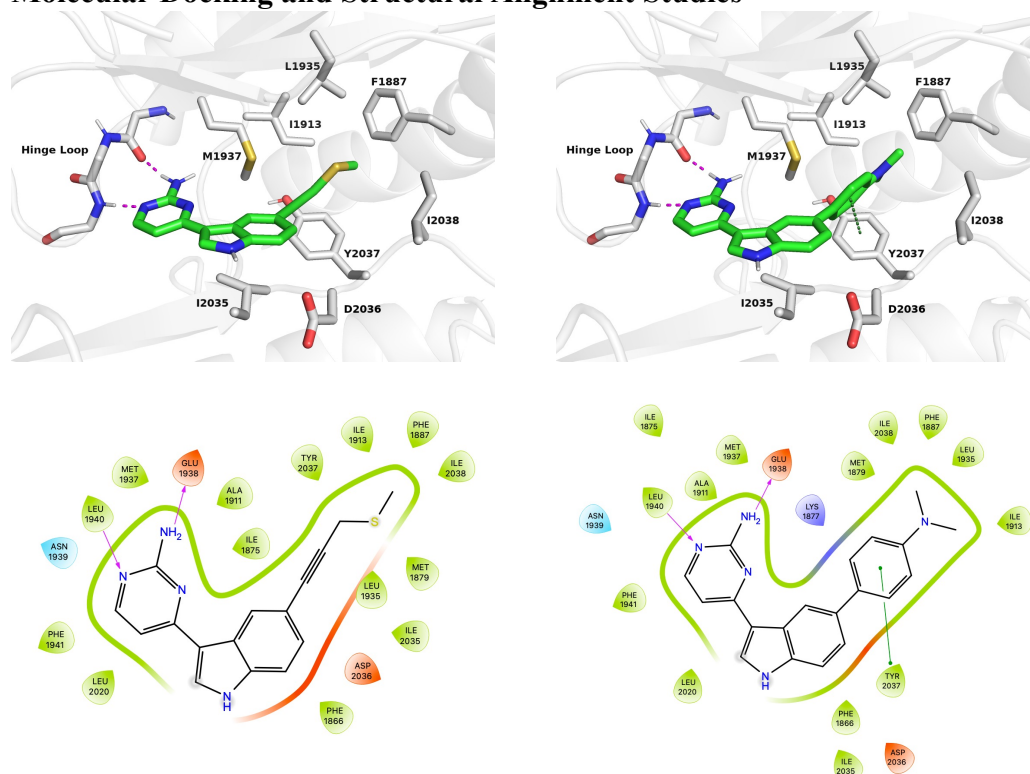 Molecular Docking and Structural Alignment Studies
L1935
F1887
I1913
Hinge Loop
M1937
I2038
Y2037
I2035
D2036
L1935
F1887
I1913
Hinge Loop
M1937
I2038
Y2037
I2035
D2036
PHE
1887
ILE
1913
TYR
2037
ILE
2038
GLU
1938
MET
1937
ALA
1911
LEU
1940
NH₂
S
ASN
1939
ILE
1875
N
N
MET
1879
LEU
1935
PHE
1941
ILE
2035
ASP
2036
LEU
2020
N
H
PHE
1866
ILE
1875
ILE
2038
PHE
1887
MET
1937
GLU
1938
MET
1879
LEU
1935
ALA
1911
LEU
1940
LYS
1877
NH₂
N
ILE
1913
ASN
1939
N
N
PHE
1941
LEU
2020
N
H
TYR
2037
PHE
1866
ILE
2035
ASP
2036